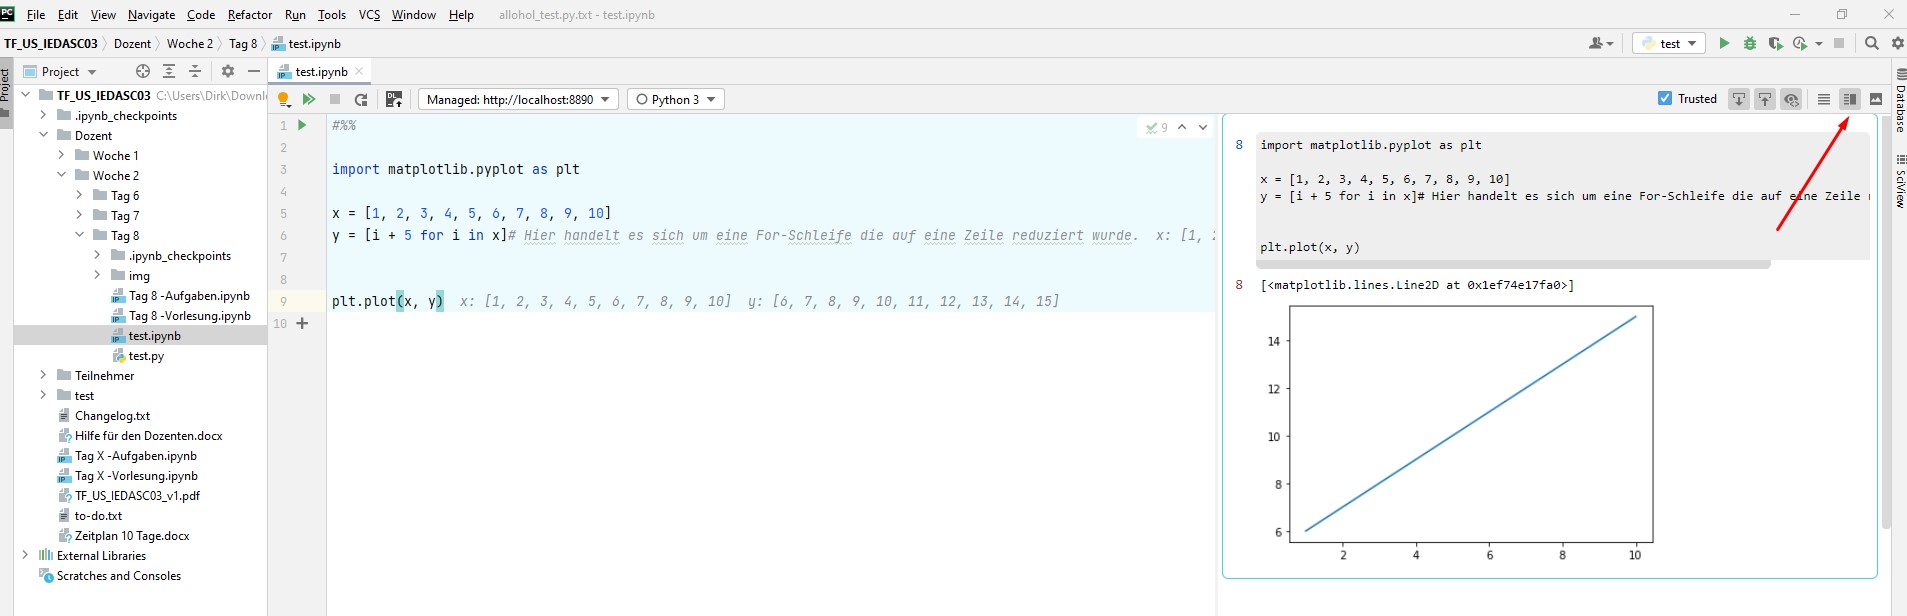 PC File Edit View Navigate Code Refactor Run Tools VCS Window Help allohol_test.py.txt - test.ipynb
TF_US_IEDASC03 Dozent Woche 2 Tag 8 test.ipynb test
Project
Project
test.ipynb
TF_US_IEDASC03 C:\Users\Dirk\Downl
.ipynb_checkpoints
Dozent
Woche 1
Woche 2
Tag 6
Tag 7
Tag 8
.ipynb_checkpoints
img
Tag 8 -Aufgaben.ipynb
Tag 8 -Vorlesung.ipynb
test.ipynb
test.py
Teilnehmer
test
Changelog.txt
Hilfe für den Dozenten.docx
Tag X -Aufgaben.ipynb
Tag X -Vorlesung.ipynb
TF_US_IEDASC03_v1.pdf
to-do.txt
Zeitplan 10 Tage.docx
External Libraries
Scratches and Consoles
Managed: http://localhost:8890 Python 3 Trusted
1 #%%
2
3 import matplotlib.pyplot as plt
4
5 x = [1, 2, 3, 4, 5, 6, 7, 8, 9, 10]
6 y = [i + 5 for i in x]# Hier handelt es sich um eine For-Schleife die auf eine Zeile reduziert wurde. x: [1, 2
7
8
9 plt.plot(x, y) x: [1, 2, 3, 4, 5, 6, 7, 8, 9, 10] y: [6, 7, 8, 9, 10, 11, 12, 13, 14, 15]
10
9
8 import matplotlib.pyplot as plt
x = [1, 2, 3, 4, 5, 6, 7, 8, 9, 10]
y = [i + 5 for i in x]# Hier handelt es sich um eine For-Schleife die auf eine Zeile
plt.plot(x, y)
8 [<matplotlib.lines.Line2D at 0x1ef74e17fa0>]
14
12
10
8
6
2 4 6 8 10
Database
SciView